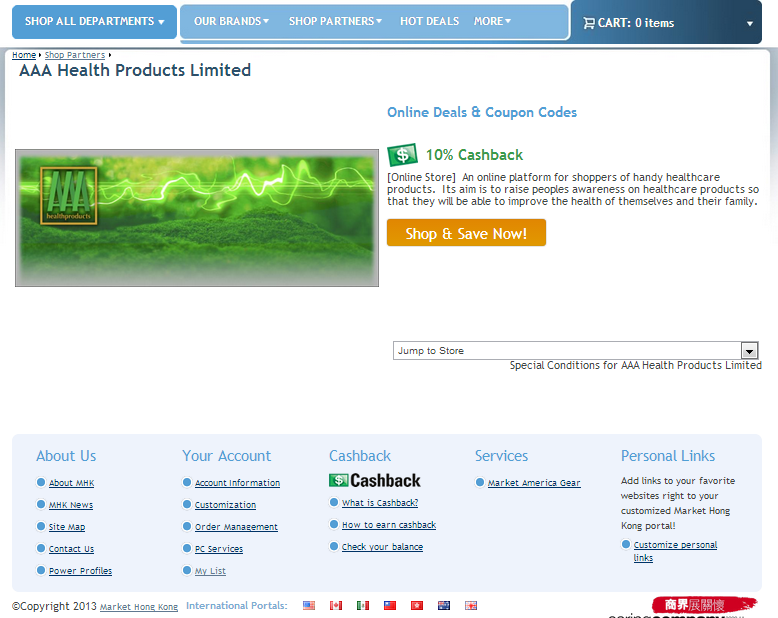 SHOP ALL DEPARTMENTS
OUR BRANDS
SHOP PARTNERS
HOT DEALS
MORE
CART: 0 items
Home
Shop Partners
AAA Health Products Limited
Online Deals & Coupon Codes
10% Cashback
AAA
healthproducts
[Online Store] An online platform for shoppers of handy healthcare
products. Its aim is to raise peoples awareness on healthcare products so
that they will be able to improve the health of themselves and their family.
Shop & Save Now!
Jump to Store
Special Conditions for AAA Health Products Limited
About Us
About MHK
MHK News
Site Map
Contact Us
Power Profiles
Your Account
Account Information
Customization
Order Management
PC Services
My List
Cashback
Cashback
What is Cashback?
How to earn cashback
Check your balance
Services
Market America Gear
Personal Links
Add links to your favorite
websites right to your
customized Market Hong
Kong portal!
Customize personal
links
©Copyright 2013 Market Hong Kong
International Portals:
商界展關懷
caringcompany